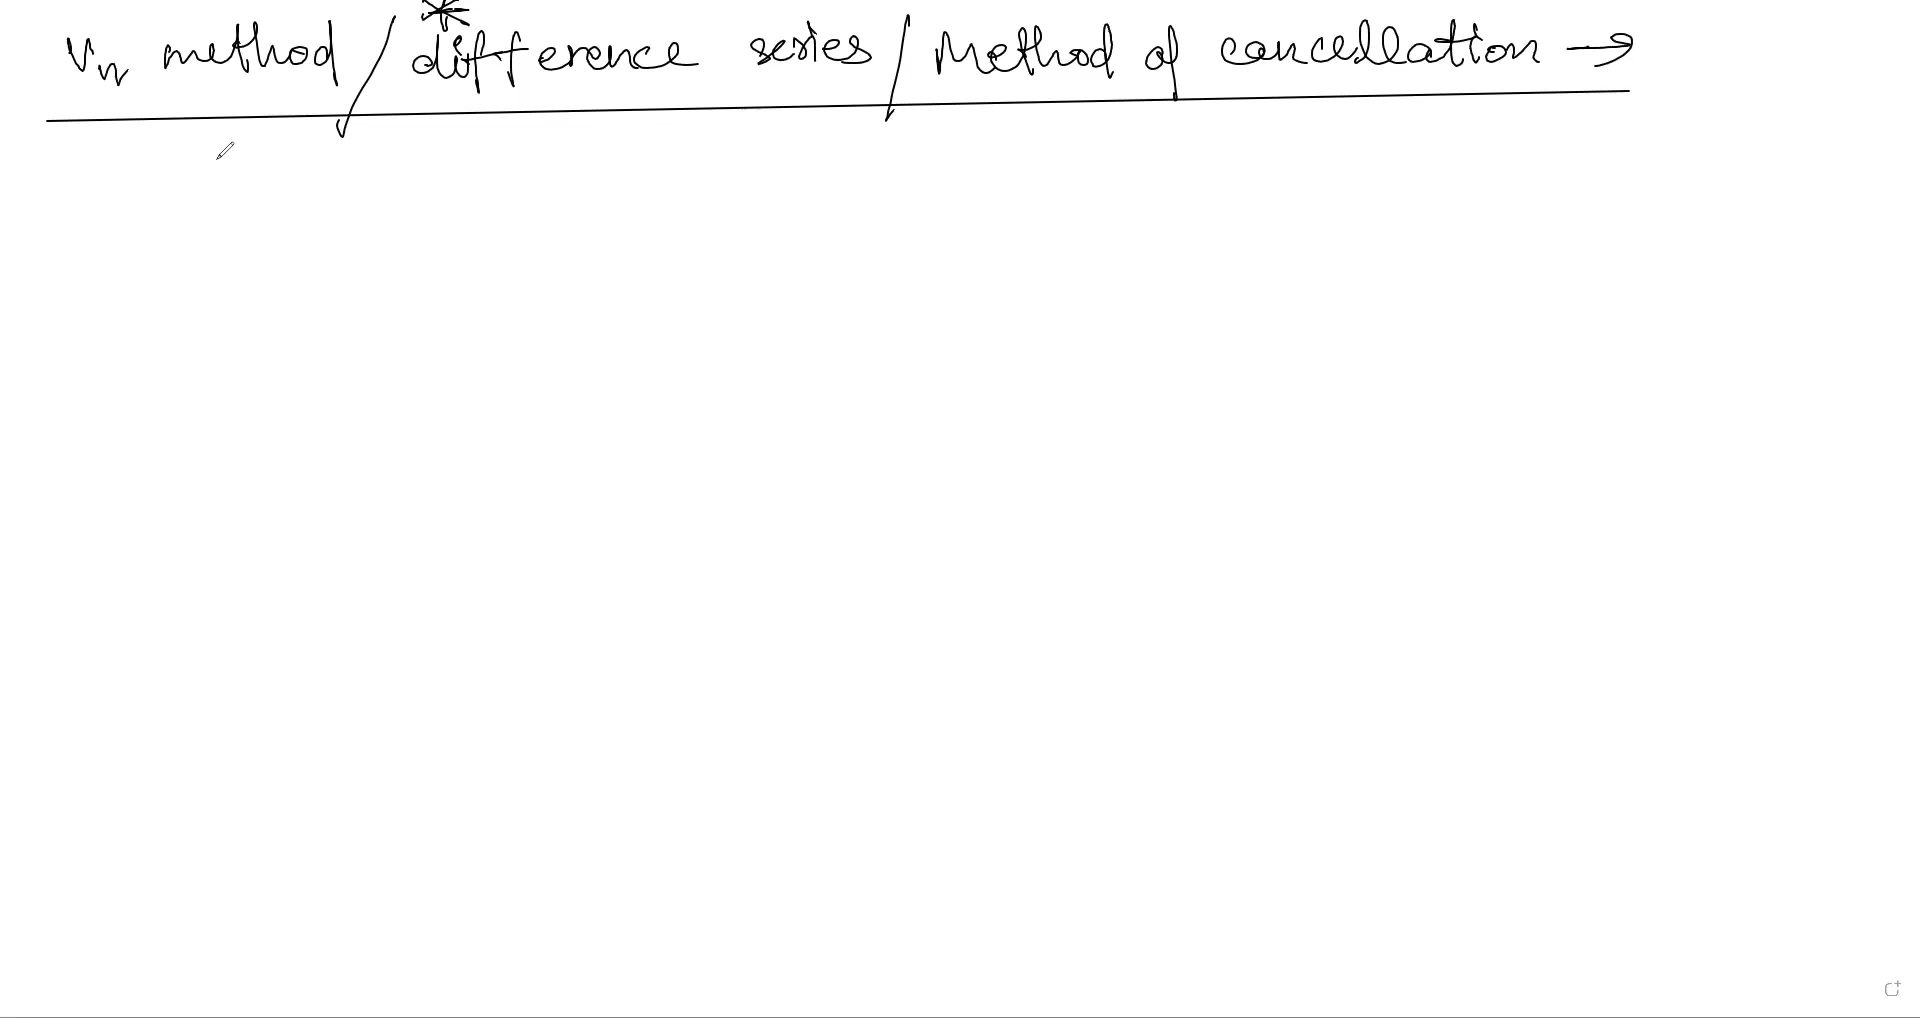 Vn method / difference series / Method of cancellation →